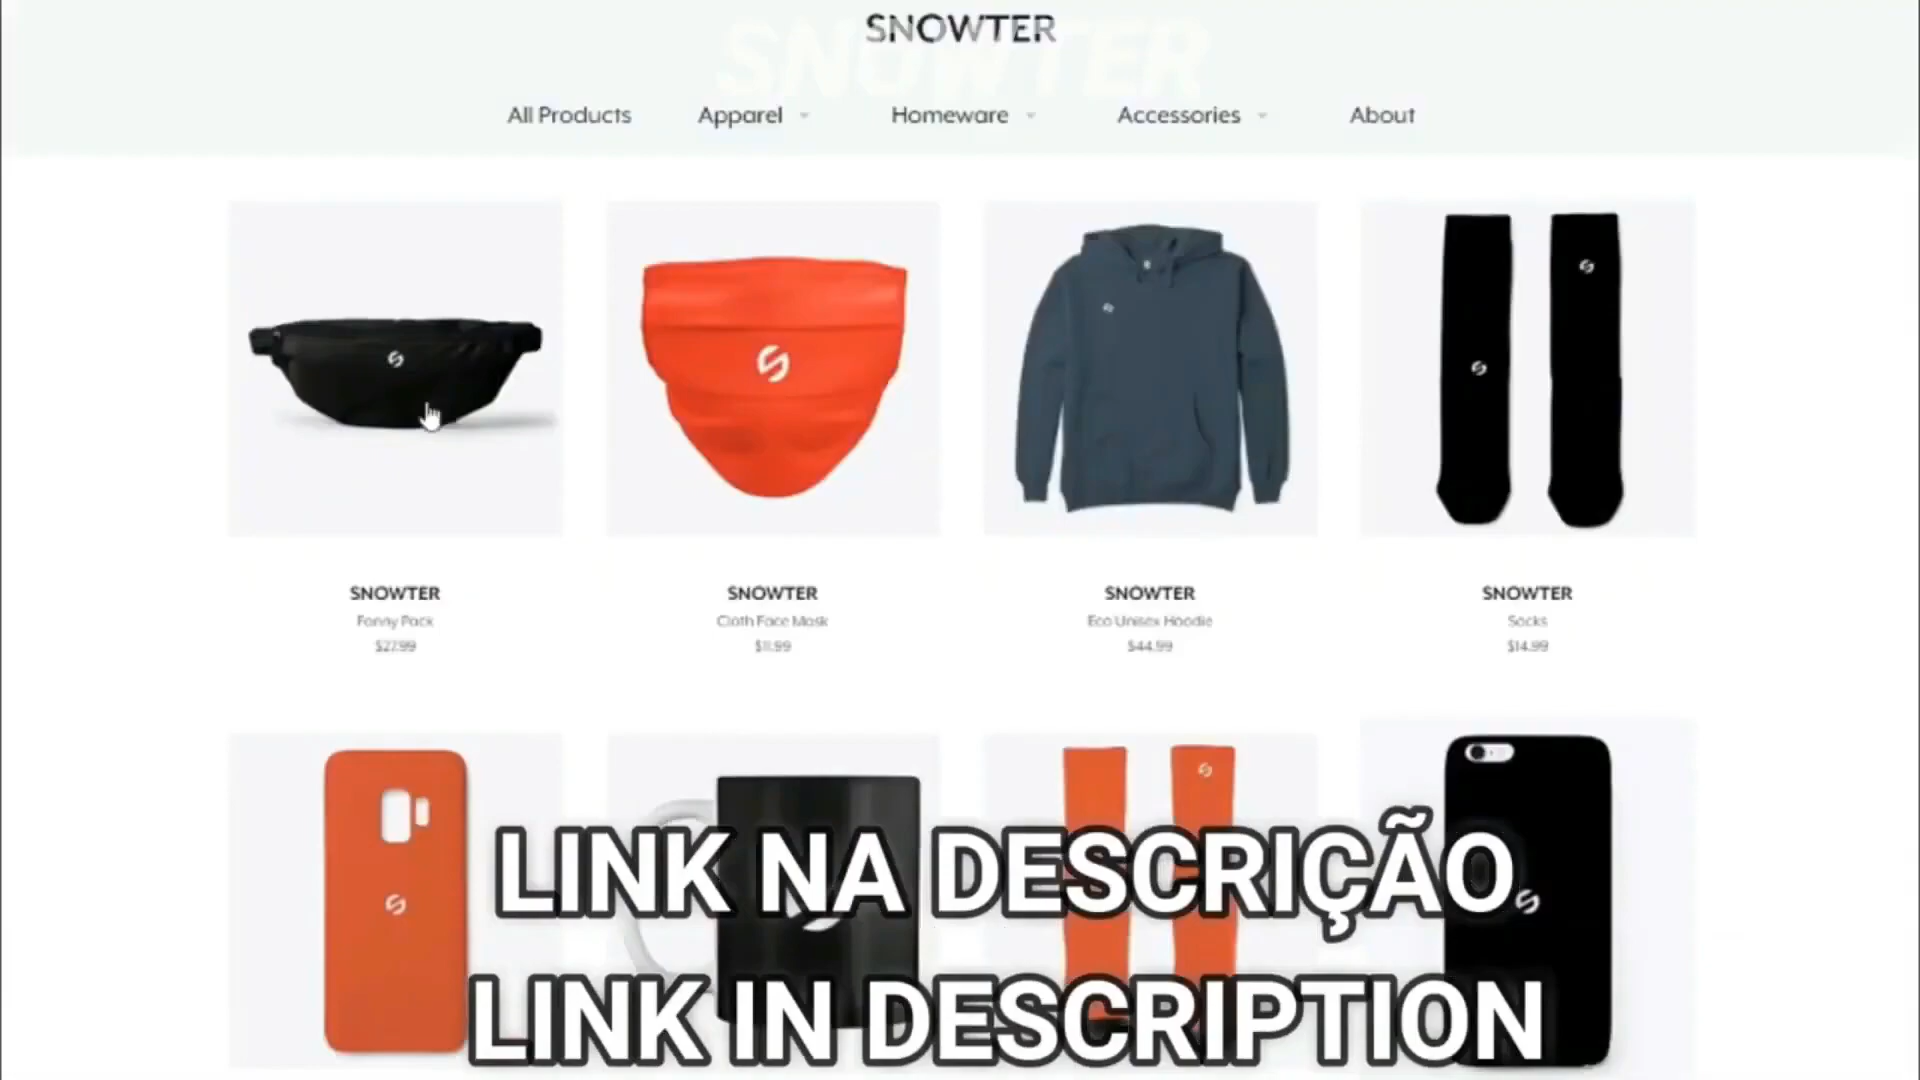 SNOWTER
SNOWTER
All Products Apparel Homeware Accessories About
SNOWTER SNOWTER SNOWTER SNOWTER
Fanny Pack Cloth Face Mask Eco Unisex Hoodie Socks
$27.99 $11.99 $44.99 $14.99
LINK NA DESCRIÇÃO
LINK IN DESCRIPTION